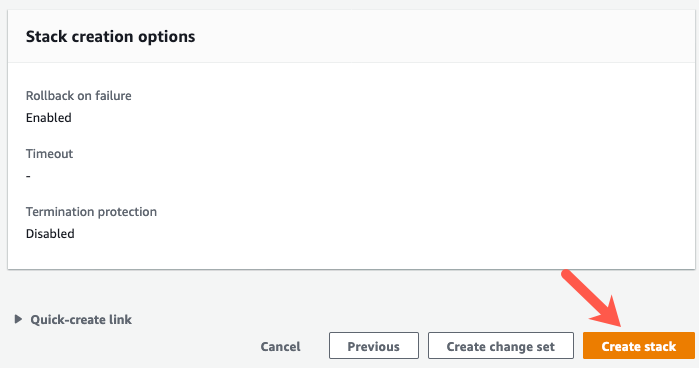 Stack creation options
Rollback on failure
Enabled
Timeout
-
Termination protection
Disabled
Quick-create link
Cancel
Previous
Create change set
Create stack